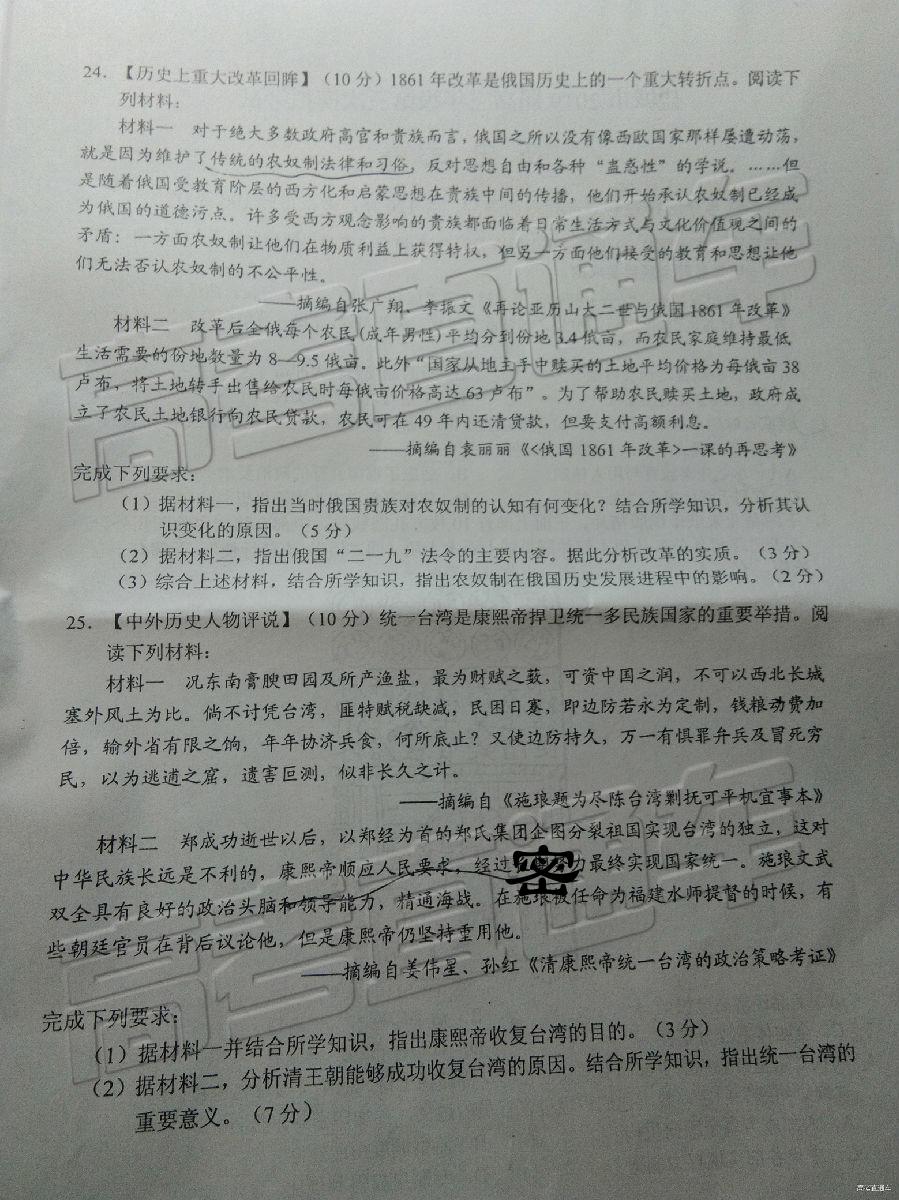 24．【历史上重大改革回眸】（10 分）1861 年改革是俄国历史上的一个重大转折点。阅读下
列材料：
材料一　对于绝大多数政府高官和贵族而言，俄国之所以没有像西欧国家那样屡遭动荡，
就是因为维护了传统的农奴制法律和习俗，反对思想自由和各种“蛊惑性”的学说。……但
是随着俄国受教育阶层的西方化和启蒙思想在贵族中间的传播，他们开始承认农奴制已经成
为俄国的道德污点。许多受西方观念影响的贵族都面临着日常生活方式与文化价值观之间的
矛盾：一方面农奴制让他们在物质利益上获得特权，但另一方面他们接受的教育和思想让他
们无法否认农奴制的不公平性。
——摘编自张广翔、李振文《再论亚历山大二世与俄国 1861 年改革》
材料二　改革后全俄每个农民(成年男性)平均分到份地 3.4 俄亩，而农民家庭维持最低
生活需要的份地数量为 8—9.5 俄亩。此外“国家从地主手中赎买的土地平均价格为每俄亩 38
卢布，将土地转手出售给农民时每俄亩价格高达 63 卢布”。为了帮助农民赎买土地，政府成
立了农民土地银行向农民贷款，农民可在 49 年内还清贷款，但要支付高额利息。
——摘编自袁丽丽《<俄国 1861 年改革>一课的再思考》
完成下列要求：
（1）据材料一，指出当时俄国贵族对农奴制的认知有何变化？结合所学知识，分析其认
识变化的原因。（5 分）
（2）据材料二，指出俄国“二一九”法令的主要内容。据此分析改革的实质。（3 分）
（3）综合上述材料，结合所学知识，指出农奴制在俄国历史发展进程中的影响。（2 分）
25．【中外历史人物评说】（10 分）统一台湾是康熙帝捍卫统一多民族国家的重要举措。阅
读下列材料：
材料一　况东南膏腴田园及所产渔盐，最为财赋之薮，可资中国之润，不可以西北长城
塞外风土为比。倘不讨凭台湾，匪特赋税缺减，民困日蹇，即边防若永为定制，钱粮动费加
倍，输外省有限之饷，年年协济兵食，何所底止？又使边防持久，万一有惧罪弁兵及冒死穷
民，以为逃逋之窟，遗害叵测，似非长久之计。
——摘编自《施琅题为尽陈台湾剿抚可平机宜事本》
材料二　郑成功逝世以后，以郑经为首的郑氏集团企图分裂祖国实现台湾的独立，这对
中华民族长远是不利的，康熙帝顺应人民要求，经过 密 力最终实现国家统一。施琅文武
双全具有良好的政治头脑和领导能力，精通海战。在施琅被任命为福建水师提督的时候，有
些朝廷官员在背后议论他，但是康熙帝仍坚持重用他。
——摘编自姜伟星、孙红《清康熙帝统一台湾的政治策略考证》
完成下列要求：
（1）据材料一并结合所学知识，指出康熙帝收复台湾的目的。（3 分）
（2）据材料二，分析清王朝能够成功收复台湾的原因。结合所学知识，指出统一台湾的
重要意义。（7 分）
高考直通车
高考直通车
高考直通车